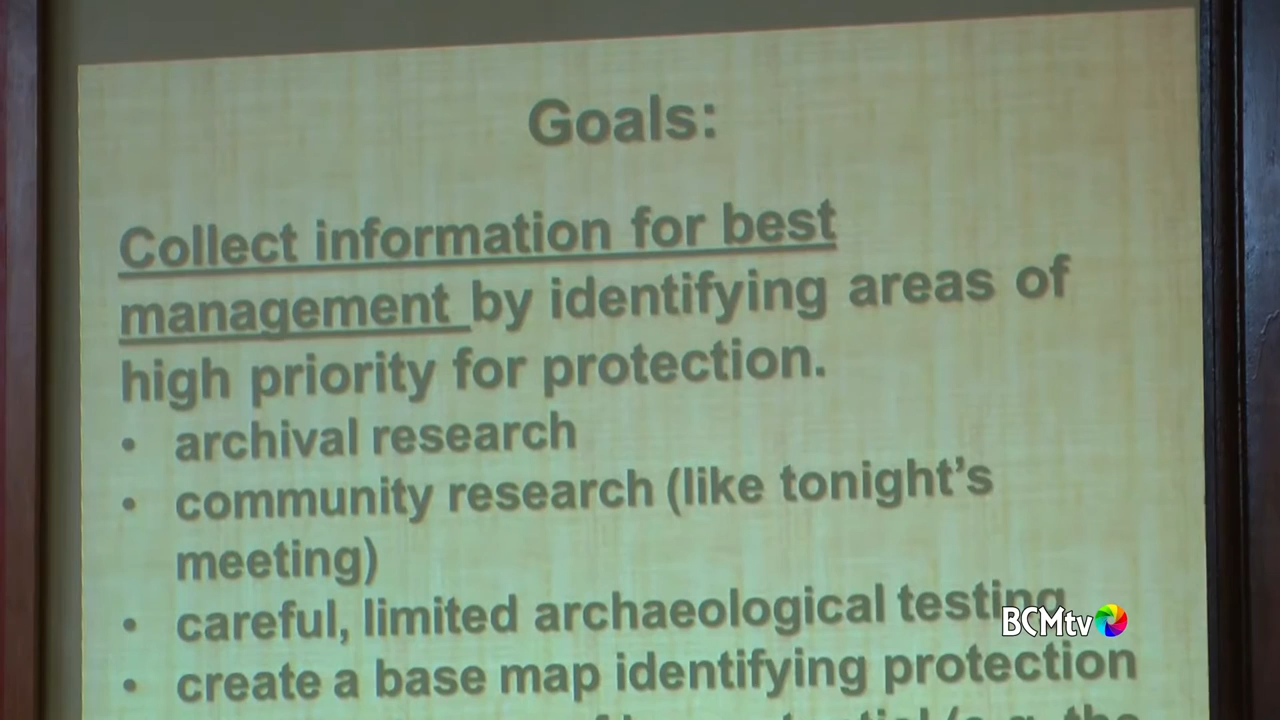 Goals:
Collect information for best
management by identifying areas of
high priority for protection.
• archival research
• community research (like tonight's
meeting)
• careful, limited archaeological testing
• create a base map identifying protection
(e.g. the
BCMtv